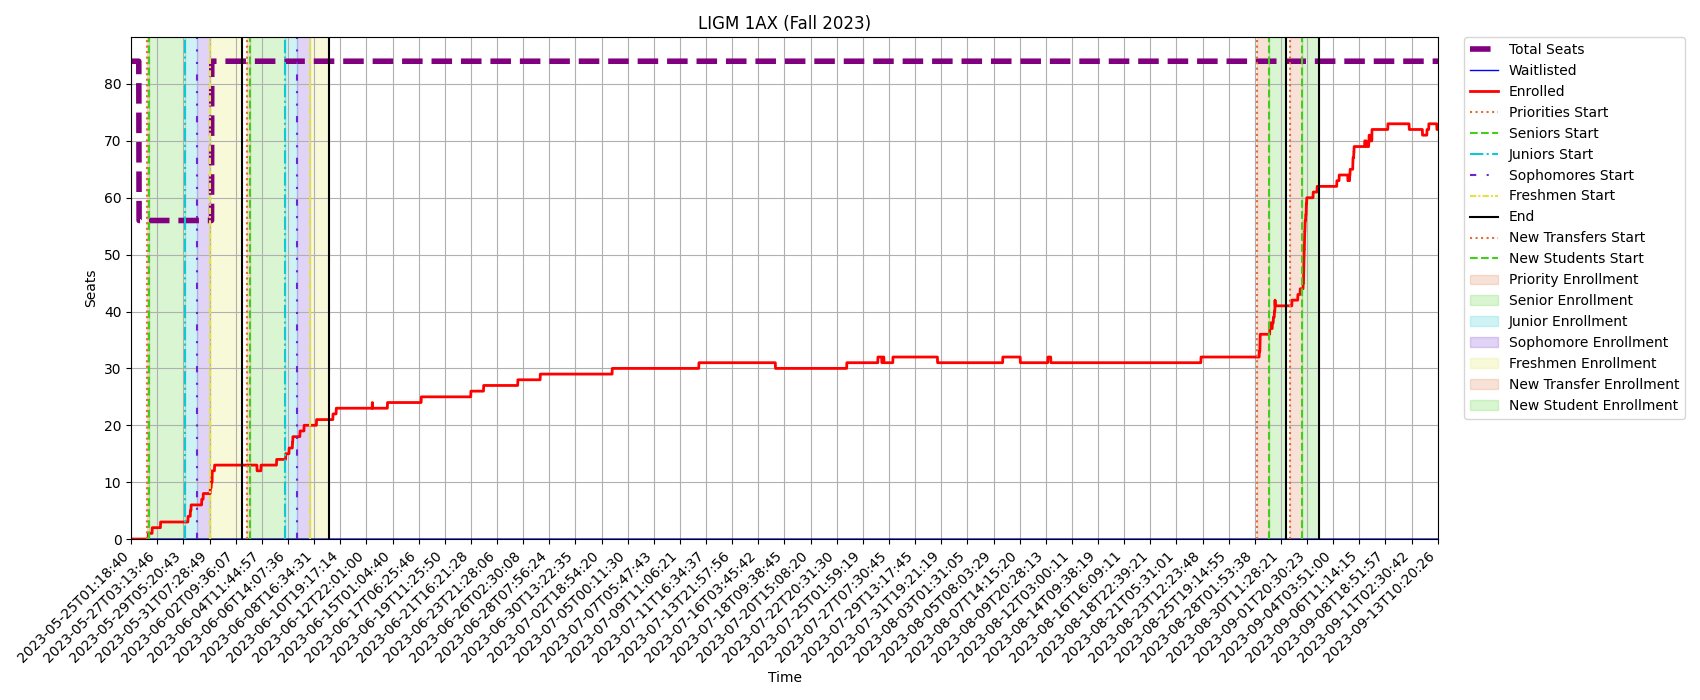 LIGM 1AX (Fall 2023)
Total Seats
Waitlisted
Enrolled
Priorities Start
Seniors Start
Juniors Start
Sophomores Start
Freshmen Start
End
New Transfers Start
New Students Start
Priority Enrollment
Senior Enrollment
Junior Enrollment
Sophomore Enrollment
Freshmen Enrollment
New Transfer Enrollment
New Student Enrollment
Seats
80
70
60
50
40
30
20
10
0
2023-05-25T01:18:40
2023-05-27T03:13:46
2023-05-29T05:20:43
2023-05-31T07:28:49
2023-06-02T09:36:07
2023-06-04T11:44:57
2023-06-06T14:07:36
2023-06-08T16:34:31
2023-06-10T19:17:14
2023-06-12T22:01:00
2023-06-15T01:04:40
2023-06-17T06:25:46
2023-06-19T11:25:50
2023-06-21T16:21:28
2023-06-23T21:28:06
2023-06-26T02:30:08
2023-06-28T07:56:24
2023-06-30T13:22:35
2023-07-02T18:54:20
2023-07-05T00:11:30
2023-07-07T05:47:43
2023-07-09T11:06:21
2023-07-11T16:34:37
2023-07-13T21:57:56
2023-07-16T03:45:42
2023-07-18T09:38:45
2023-07-20T15:08:20
2023-07-22T20:31:30
2023-07-25T01:59:19
2023-07-27T07:30:45
2023-07-29T13:17:45
2023-07-31T19:21:19
2023-08-03T01:31:05
2023-08-05T08:03:29
2023-08-07T14:15:20
2023-08-09T20:28:13
2023-08-12T03:00:11
2023-08-14T09:38:19
2023-08-16T16:09:11
2023-08-18T22:39:21
2023-08-21T05:31:01
2023-08-23T12:23:48
2023-08-25T19:14:55
2023-08-28T01:53:38
2023-08-30T11:28:21
2023-09-01T20:30:23
2023-09-04T03:51:00
2023-09-06T11:14:15
2023-09-08T18:51:57
2023-09-11T02:30:42
2023-09-13T10:20:26
Time